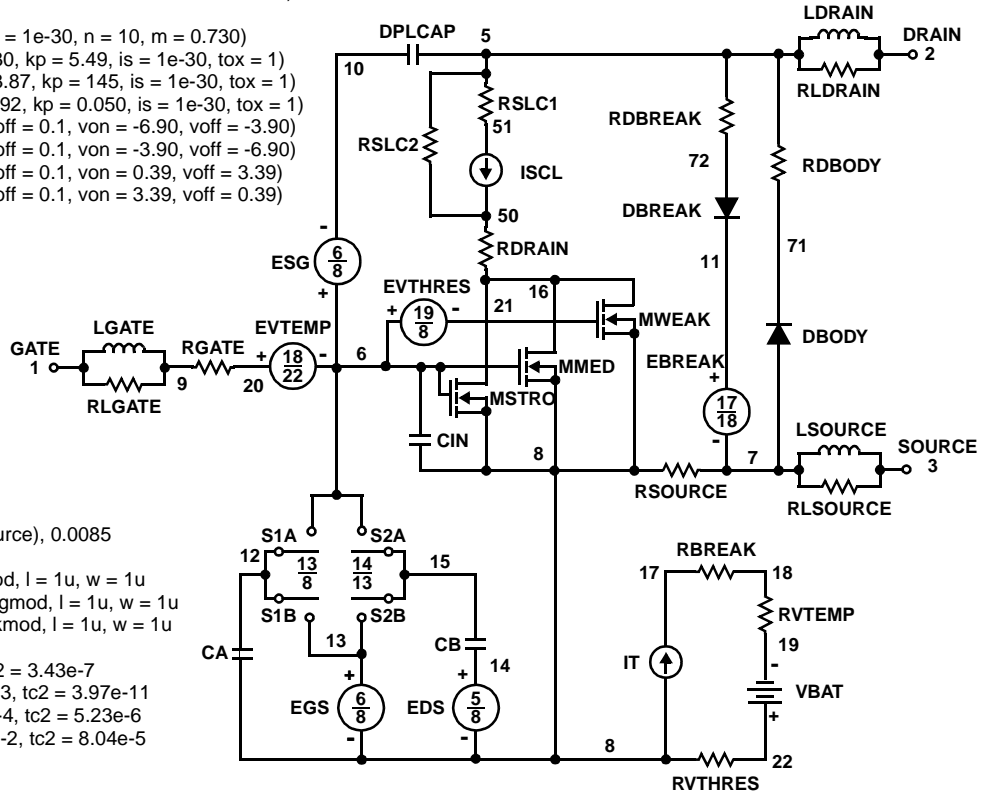 = 1e-30, n = 10, m = 0.730)
30, kp = 5.49, is = 1e-30, tox = 1)
3.87, kp = 145, is = 1e-30, tox = 1)
92, kp = 0.050, is = 1e-30, tox = 1)
off = 0.1, von = -6.90, voff = -3.90)
off = 0.1, von = -3.90, voff = -6.90)
off = 0.1, von = 0.39, voff = 3.39)
off = 0.1, von = 3.39, voff = 0.39)
urce), 0.0085
od, l = 1u, w = 1u
gmod, l = 1u, w = 1u
kmod, l = 1u, w = 1u
2 = 3.43e-7
3, tc2 = 3.97e-11
-4, tc2 = 5.23e-6
-2, tc2 = 8.04e-5
LDRAIN
DPLCAP
5
DRAIN
2
10
RLDRAIN
RSLC1
51
RDBREAK
RSLC2
ISCL
72
RDBODY
DBREAK
50
-
RDRAIN
71
ESG
6
8
11
+
EVTHRES
16
+
19
8
-
21
MWEAK
LGATE
EVTEMP
DBODY
GATE
1
RGATE
+
18
22
-
6
MMED
EBREAK
+
9
20
MSTRO
RLGATE
17
18
CIN
LSOURCE
-
8
7
SOURCE
3
RSOURCE
RLSOURCE
S1A
S2A
12
13
8
14
13
15
RBREAK
17
18
S1B
S2B
RVTEMP
13
CB
19
CA
IT
-
+
+
14
VBAT
EGS
6
8
EDS
5
8
+
-
-
8
22
RVTHRES